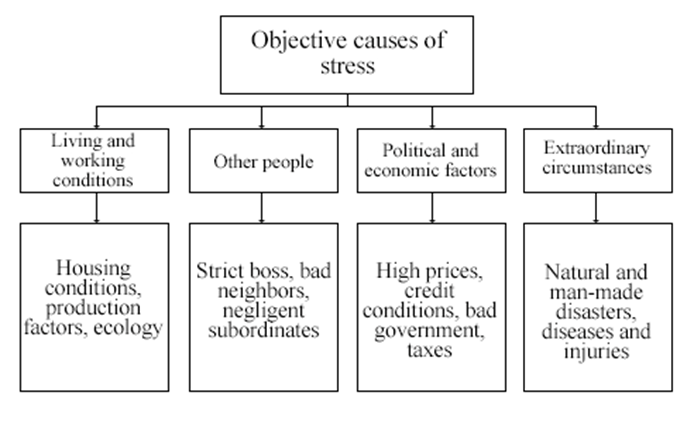 Objective causes of
stress
Living and
working
conditions
Other people
Political and
economic factors
Extraordinary
circumstances
Housing
conditions,
production
factors, ecology
Strict boss, bad
neighbors,
negligent
subordinates
High prices,
credit
conditions, bad
government,
taxes
Natural and
man-made
disasters,
diseases and
injuries